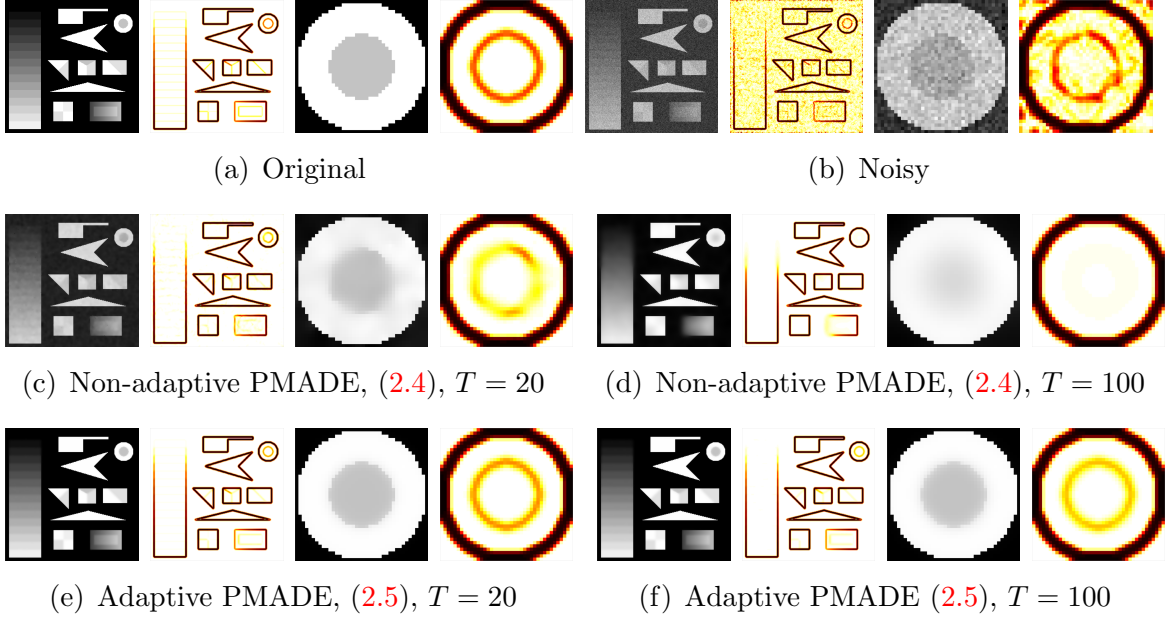 (a) Original
(b) Noisy
(c) Non-adaptive PMADE, (2.4), T = 20
(d) Non-adaptive PMADE, (2.4), T = 100
(e) Adaptive PMADE, (2.5), T = 20
(f) Adaptive PMADE (2.5), T = 100